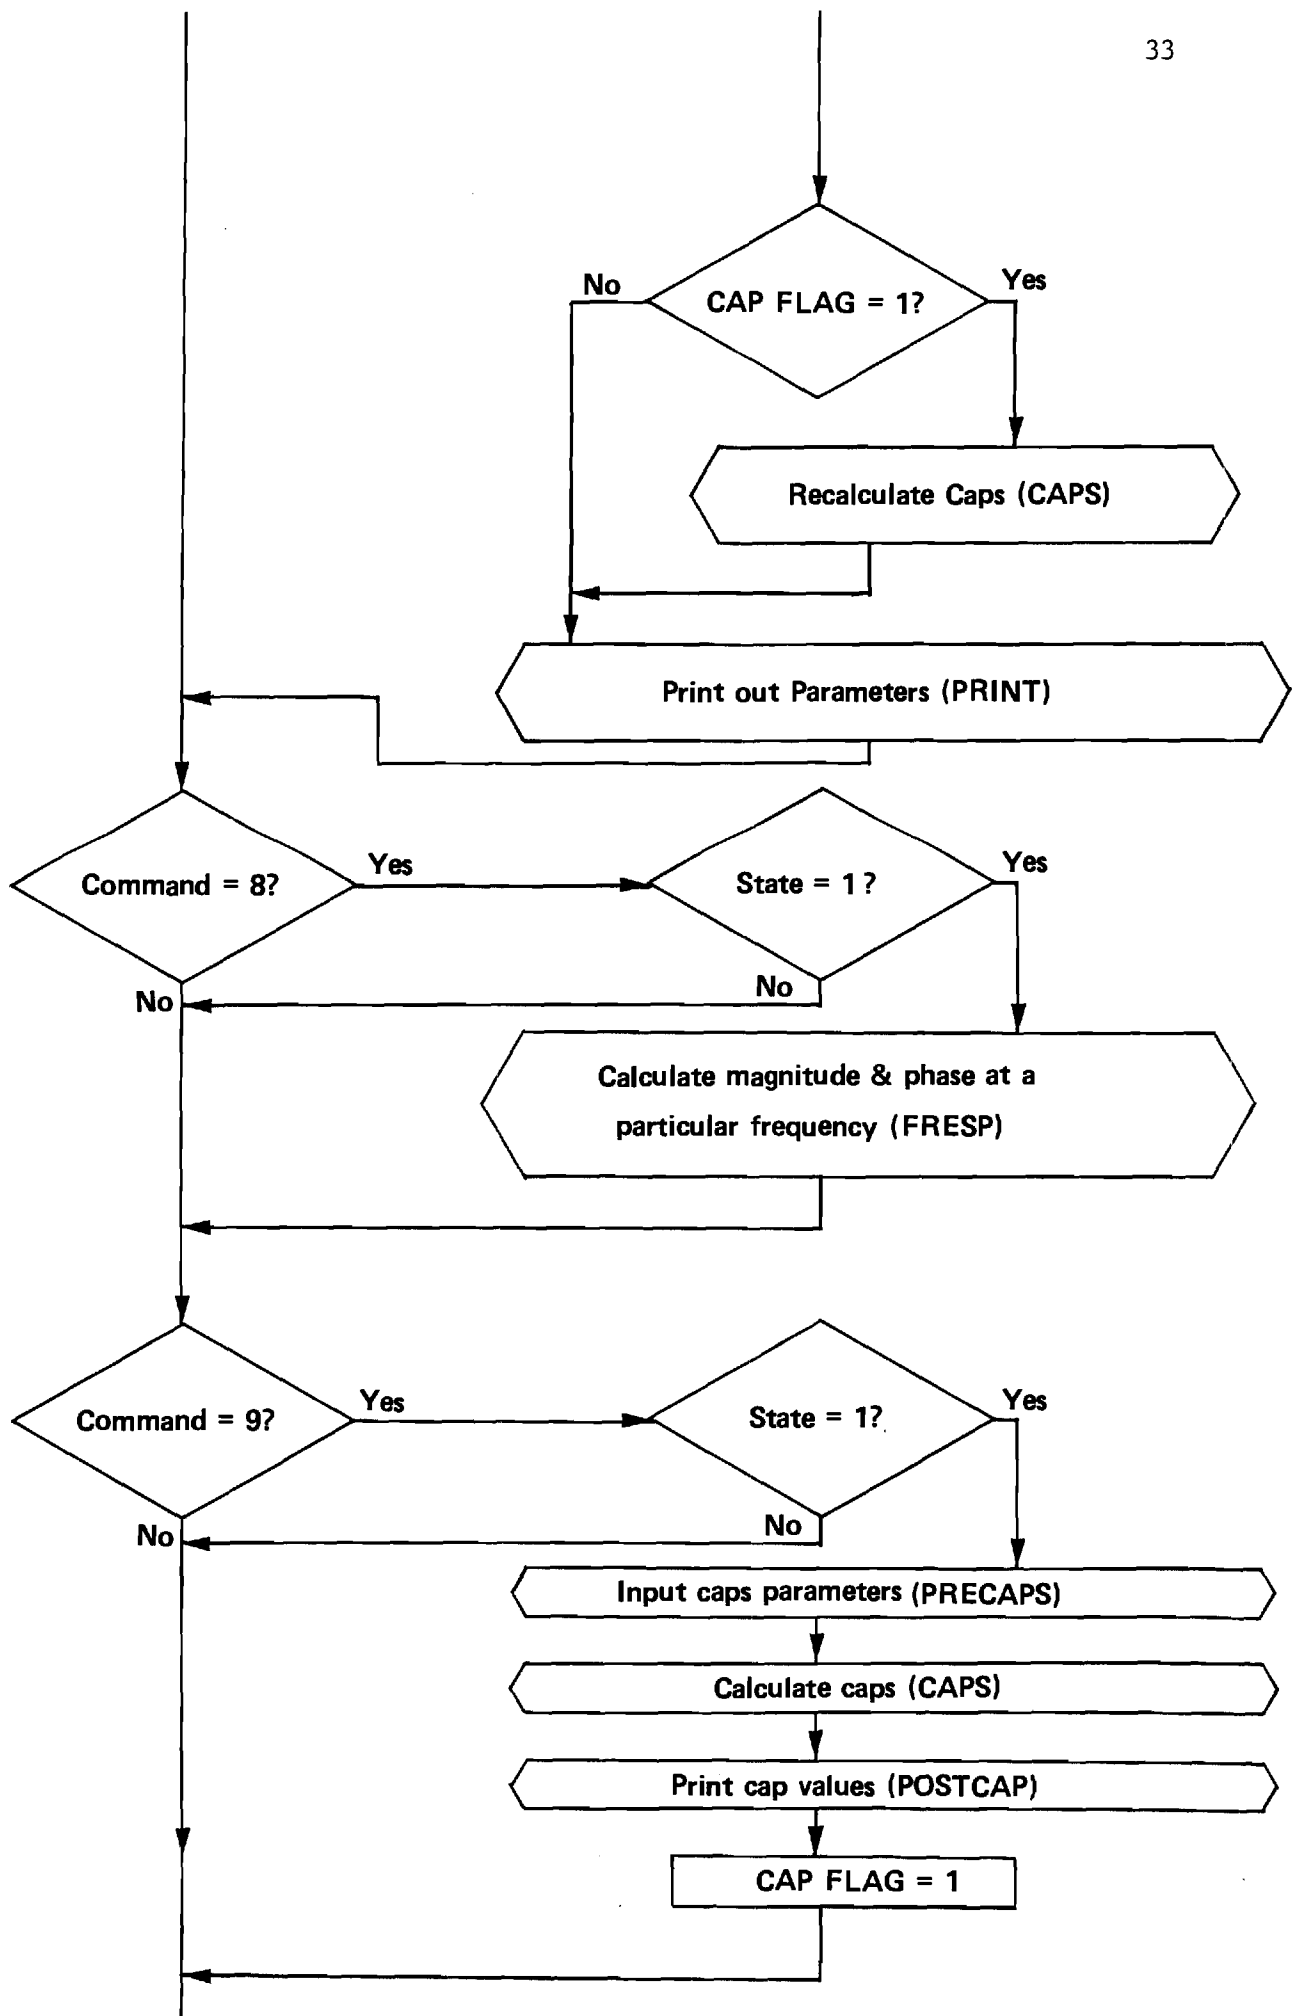 33
No
Yes
CAP FLAG = 1?
Recalculate Caps (CAPS)
Print out Parameters (PRINT)
Command = 8?
Yes
State = 1?
Yes
No
No
Calculate magnitude & phase at a
particular frequency (FRESP)
Command = 9?
Yes
State = 1?
Yes
No
No
Input caps parameters (PRECAPS)
Calculate caps (CAPS)
Print cap values (POSTCAP)
CAP FLAG = 1